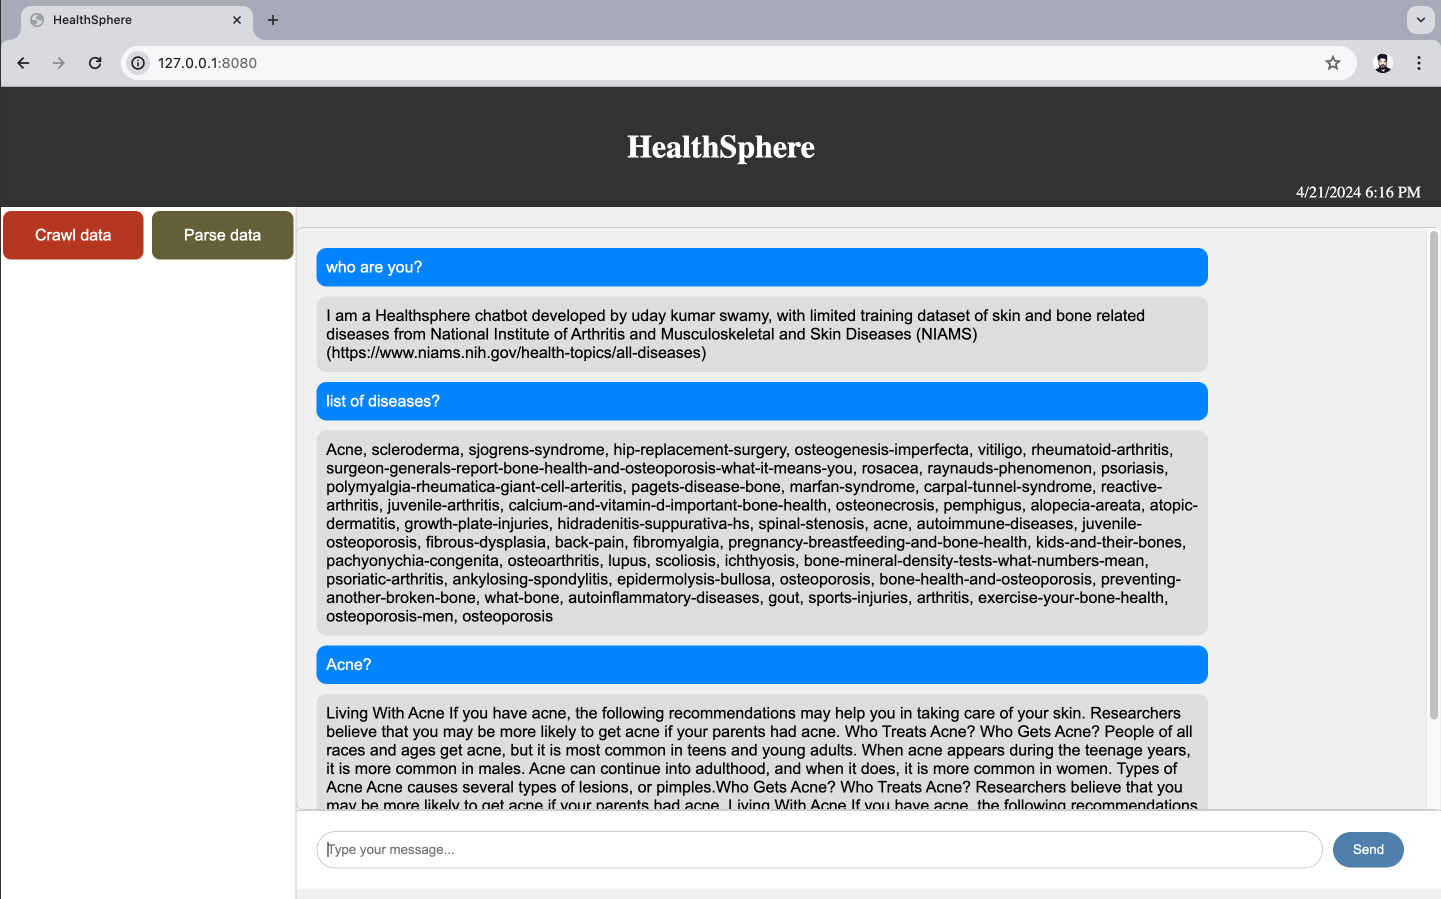 HealthSphere
127.0.0.1:8080
HealthSphere
4/21/2024 6:16 PM
Crawl data
Parse data
who are you?
I am a Healthsphere chatbot developed by uday kumar swamy, with limited training dataset of skin and bone related
diseases from National Institute of Arthritis and Musculoskeletal and Skin Diseases (NIAMS)
(https://www.niams.nih.gov/health-topics/all-diseases)
list of diseases?
Acne, scleroderma, sjogrens-syndrome, hip-replacement-surgery, osteogenesis-imperfecta, vitiligo, rheumatoid-arthritis,
surgeon-generals-report-bone-health-and-osteoporosis-what-it-means-you, rosacea, raynauds-phenomenon, psoriasis,
polymyalgia-rheumatica-giant-cell-arteritis, pagets-disease-bone, marfan-syndrome, carpal-tunnel-syndrome, reactive-
arthritis, juvenile-arthritis, calcium-and-vitamin-d-important-bone-health, osteonecrosis, pemphigus, alopecia-areata, atopic-
dermatitis, growth-plate-injuries, hidradenitis-suppurativa-hs, spinal-stenosis, acne, autoimmune-diseases, juvenile-
osteoporosis, fibrous-dysplasia, back-pain, fibromyalgia, pregnancy-breastfeeding-and-bone-health, kids-and-their-bones,
pachyonychia-congenita, osteoarthritis, lupus, scoliosis, ichthyosis, bone-mineral-density-tests-what-numbers-mean,
psoriatic-arthritis, ankylosing-spondylitis, epidermolysis-bullosa, osteoporosis, bone-health-and-osteoporosis, preventing-
another-broken-bone, what-bone, autoinflammatory-diseases, gout, sports-injuries, arthritis, exercise-your-bone-health,
osteoporosis-men, osteoporosis
Acne?
Living With Acne If you have acne, the following recommendations may help you in taking care of your skin. Researchers
believe that you may be more likely to get acne if your parents had acne. Who Treats Acne? Who Gets Acne? People of all
races and ages get acne, but it is most common in teens and young adults. When acne appears during the teenage years,
it is more common in males. Acne can continue into adulthood, and when it does, it is more common in women. Types of
Acne Acne causes several types of lesions, or pimples.Who Gets Acne? Who Treats Acne? Researchers believe that you
may be more likely to get acne if your parents had acne. Living With Acne If you have acne, the following recommendations
Type your message...
Send